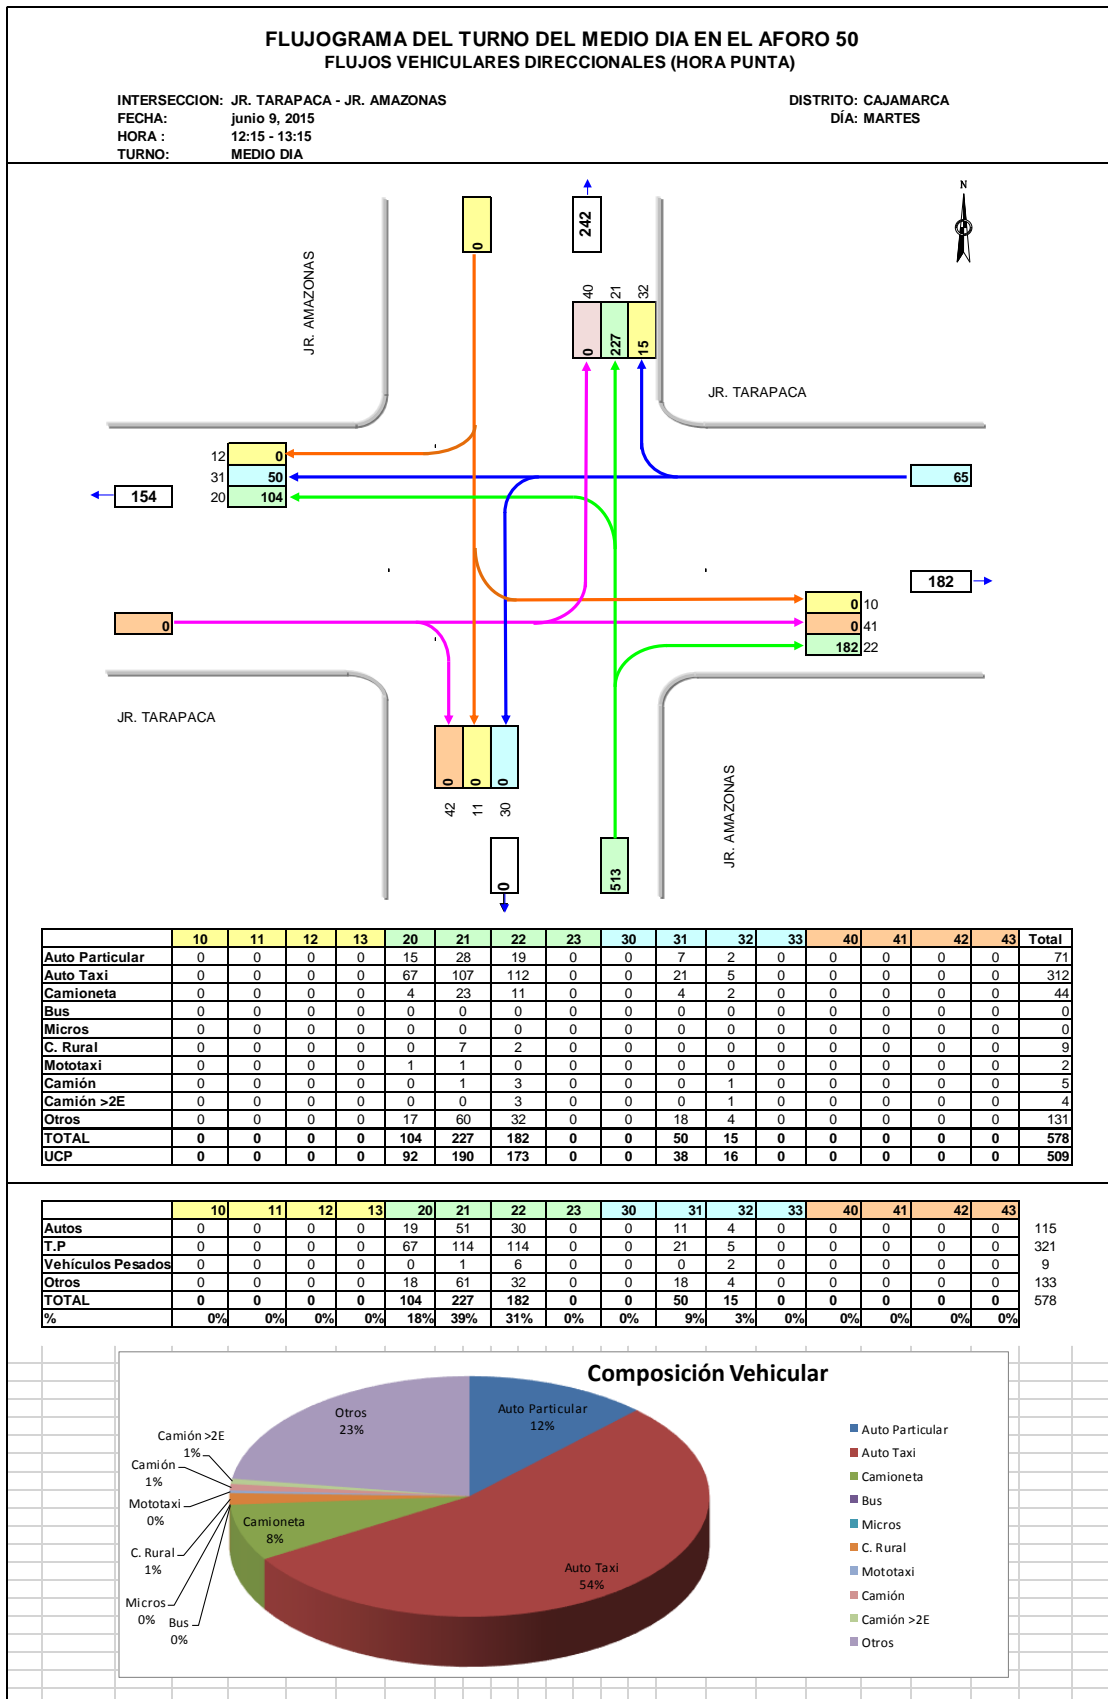 FLUJOGRAMA DEL TURNO DEL MEDIO DIA EN EL AFORO 50
FLUJOS VEHICULARES DIRECCIONALES (HORA PUNTA)
INTERSECCION: JR. TARAPACA - JR. AMAZONAS DISTRITO: CAJAMARCA
FECHA: junio 9, 2015 DÍA: MARTES
HORA : 12:15 - 13:15
TURNO: MEDIO DIA
N
0 242
JR. AMAZONAS
40 21 32
0 227 15
JR. TARAPACA
12 0
31 50 65
20 104
154
182
0 10
0 0 41
182 22
JR. TARAPACA
0 0 0
42 11 30
JR. AMAZONAS
0 513
10 11 12 13 20 21 22 23 30 31 32 33 40 41 42 43 Total
Auto Particular 0 0 0 0 15 28 19 0 0 7 2 0 0 0 0 0 71
Auto Taxi 0 0 0 0 67 107 112 0 0 21 5 0 0 0 0 0 312
Camioneta 0 0 0 0 4 23 11 0 0 4 2 0 0 0 0 0 44
Bus 0 0 0 0 0 0 0 0 0 0 0 0 0 0 0 0 0
Micros 0 0 0 0 0 0 0 0 0 0 0 0 0 0 0 0 0
C. Rural 0 0 0 0 0 7 2 0 0 0 0 0 0 0 0 0 9
Mototaxi 0 0 0 0 1 1 0 0 0 0 0 0 0 0 0 0 2
Camión 0 0 0 0 0 1 3 0 0 0 1 0 0 0 0 0 5
Camión >2E 0 0 0 0 0 0 3 0 0 0 1 0 0 0 0 0 4
Otros 0 0 0 0 17 60 32 0 0 18 4 0 0 0 0 0 131
TOTAL 0 0 0 0 104 227 182 0 0 50 15 0 0 0 0 0 578
UCP 0 0 0 0 92 190 173 0 0 38 16 0 0 0 0 0 509
10 11 12 13 20 21 22 23 30 31 32 33 40 41 42 43
Autos 0 0 0 0 19 51 30 0 0 11 4 0 0 0 0 0 115
T.P 0 0 0 0 67 114 114 0 0 21 5 0 0 0 0 0 321
Vehículos Pesados 0 0 0 0 0 1 6 0 0 0 2 0 0 0 0 0 9
Otros 0 0 0 0 18 61 32 0 0 18 4 0 0 0 0 0 133
TOTAL 0 0 0 0 104 227 182 0 0 50 15 0 0 0 0 0 578
% 0% 0% 0% 0% 18% 39% 31% 0% 0% 9% 3% 0% 0% 0% 0% 0%
Composición Vehicular
Auto Particular
12%
Auto Taxi
54%
Camioneta
8%
Bus
0%
Micros
0%
C. Rural
1%
Mototaxi
0%
Camión
1%
Camión >2E
1%
Otros
23%
Auto Particular
Auto Taxi
Camioneta
Bus
Micros
C. Rural
Mototaxi
Camión
Camión >2E
Otros